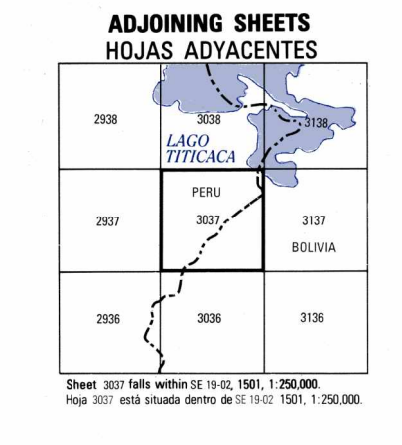 ADJOINING SHEETS
HOJAS ADYACENTES
2938
3038
3138
LAGO
TITICACA
PERU
2937
3037
3137
BOLIVIA
2936
3036
3136
Sheet 3037 falls within SE 19-02, 1501, 1:250,000.
Hoja 3037 está situada dentro de SE 19-02 1501, 1:250,000.